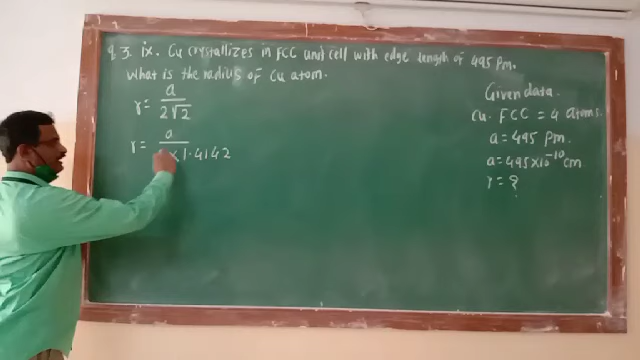 Q 3. ix. Cu crystallizes in FCC unit cell with edge length of 495 pm.
What is the radius of Cu atom.
r = a / 2√2
r = a / × 1.4142
Given data.
Cu. FCC = 4 atoms.
a = 495 pm.
a = 495×10⁻¹⁰ cm
r = ?